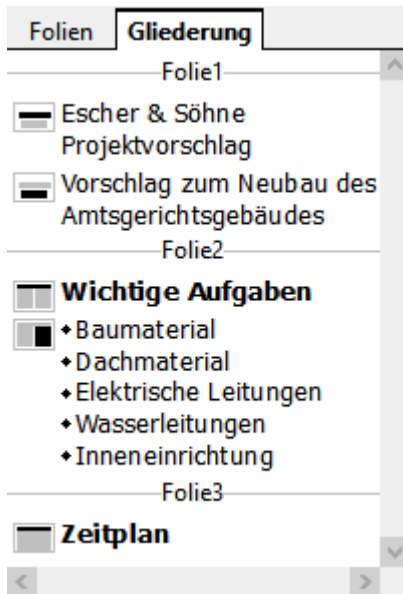 Folien Gliederung
Folie1
Escher & Söhne
Projektvorschlag
Vorschlag zum Neubau des
Amtsgerichtsgebäudes
Folie2
Wichtige Aufgaben
◆Baumaterial
◆Dachmaterial
◆Elektrische Leitungen
◆Wasserleitungen
◆Inneneinrichtung
Folie3
Zeitplan